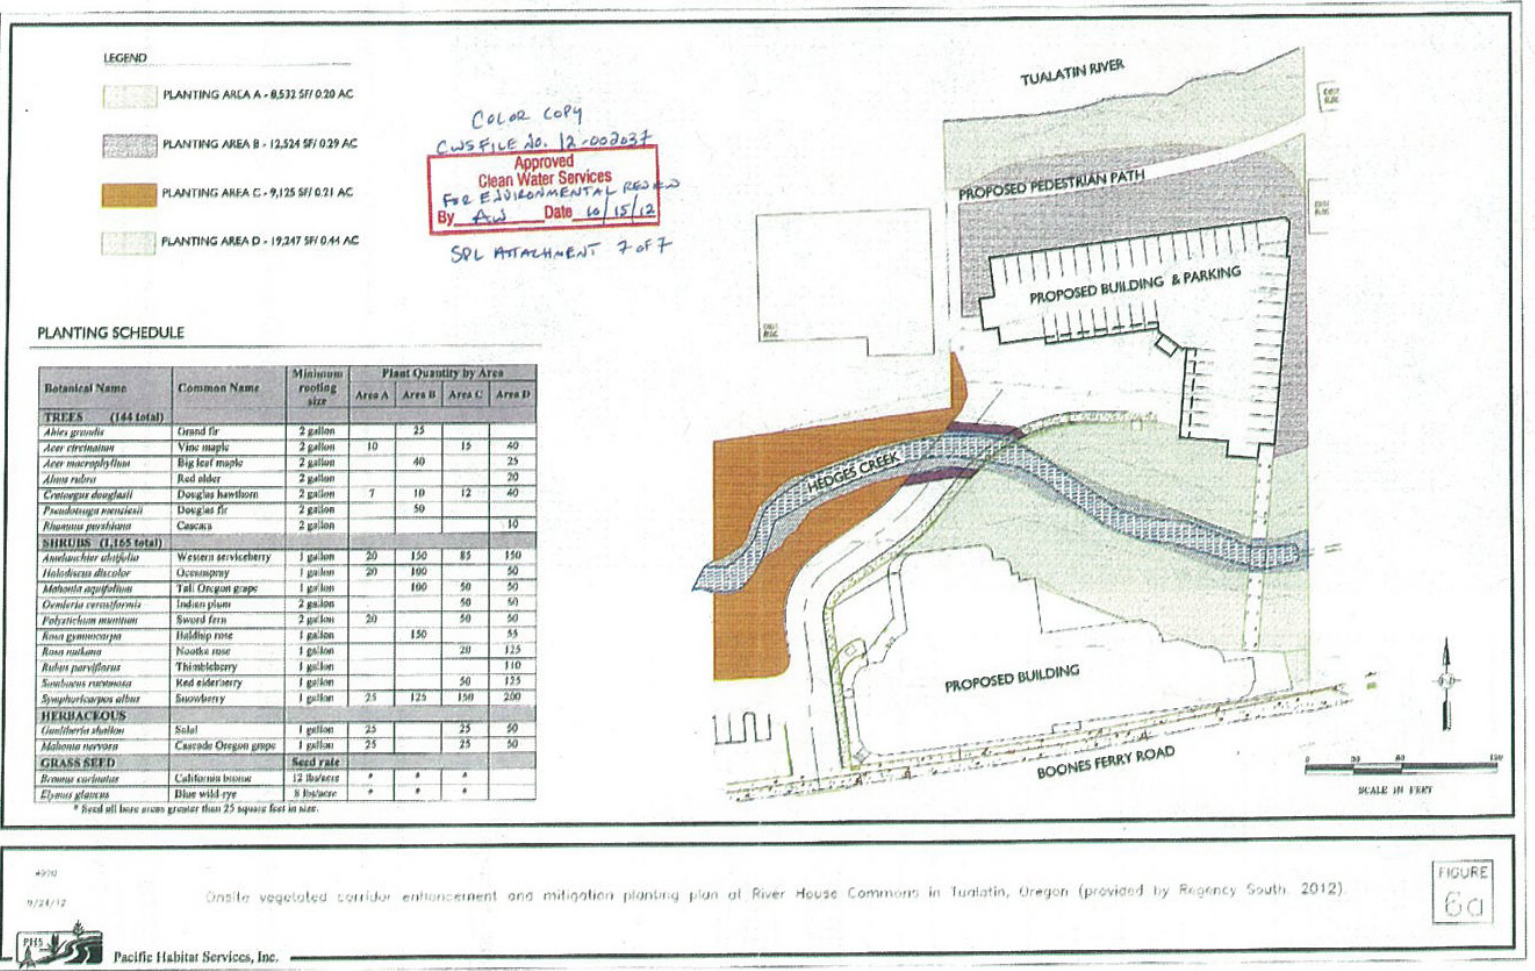 LEGEND
PLANTING AREA A - 8,532 SF/ 0.20 AC
PLANTING AREA B - 12,524 SF/ 0.29 AC
PLANTING AREA C - 9,125 SF/ 0.21 AC
PLANTING AREA D - 19,247 SF/ 0.44 AC
COLOR COPY
CWS FILE No. 12-002037
Approved
Clean Water Services
FOR ENVIRONMENTAL REVIEW
By AW Date 10/15/12
SPL ATTACHMENT 7 of 7
TUALATIN RIVER
PROPOSED PEDESTRIAN PATH
PROPOSED BUILDING & PARKING
HEDGES CREEK
PROPOSED BUILDING
BOONES FERRY ROAD
SCALE IN FEET
PLANTING SCHEDULE
Botanical Name Common Name Minimum rooting size Plant Quantity by Area
Area A Area B Area C Area D
TREES (144 total)
Abies grandis Grand fir 2 gallon 25
Acer circinatum Vine maple 2 gallon 10 15 40
Acer macrophyllum Big leaf maple 2 gallon 40 25
Alnus rubra Red alder 2 gallon 20
Crataegus douglasii Douglas hawthorn 2 gallon 7 10 12 40
Pseudotsuga menziesii Douglas fir 2 gallon 50
Rhamnus purshiana Cascara 2 gallon 10
SHRUBS (1,165 total)
Amelanchier alnifolia Western serviceberry 1 gallon 20 150 85 150
Holodiscus discolor Oceanspray 1 gallon 20 100 50
Mahonia aquifolium Tall Oregon grape 1 gallon 100 50 50
Oemleria cerasiformis Indian plum 2 gallon 50 50
Polystichum munitum Sword fern 2 gallon 20 50 50
Rosa gymnocarpa Baldhip rose 1 gallon 150 55
Rosa nutkana Nootka rose 1 gallon 20 125
Rubus parviflorus Thimbleberry 1 gallon 110
Sambucus racemosa Red elderberry 1 gallon 50 125
Symphoricarpos albus Snowberry 1 gallon 25 125 150 200
HERBACEOUS
Gaultheria shallon Salal 1 gallon 25 25 50
Mahonia nervosa Cascade Oregon grape 1 gallon 25 25 50
GRASS SEED Seed rate
Bromus carinatus California brome 12 lbs/acre * * *
Elymus glaucus Blue wild-rye 8 lbs/acre * * *
* Seed all bare areas greater than 25 square feet in size.
9/24/12
Onsite vegetated corridor enhancement and mitigation planting plan at River House Commons in Tualatin, Oregon (provided by Regency South, 2012).
FIGURE
6a
PHS
Pacific Habitat Services, Inc.